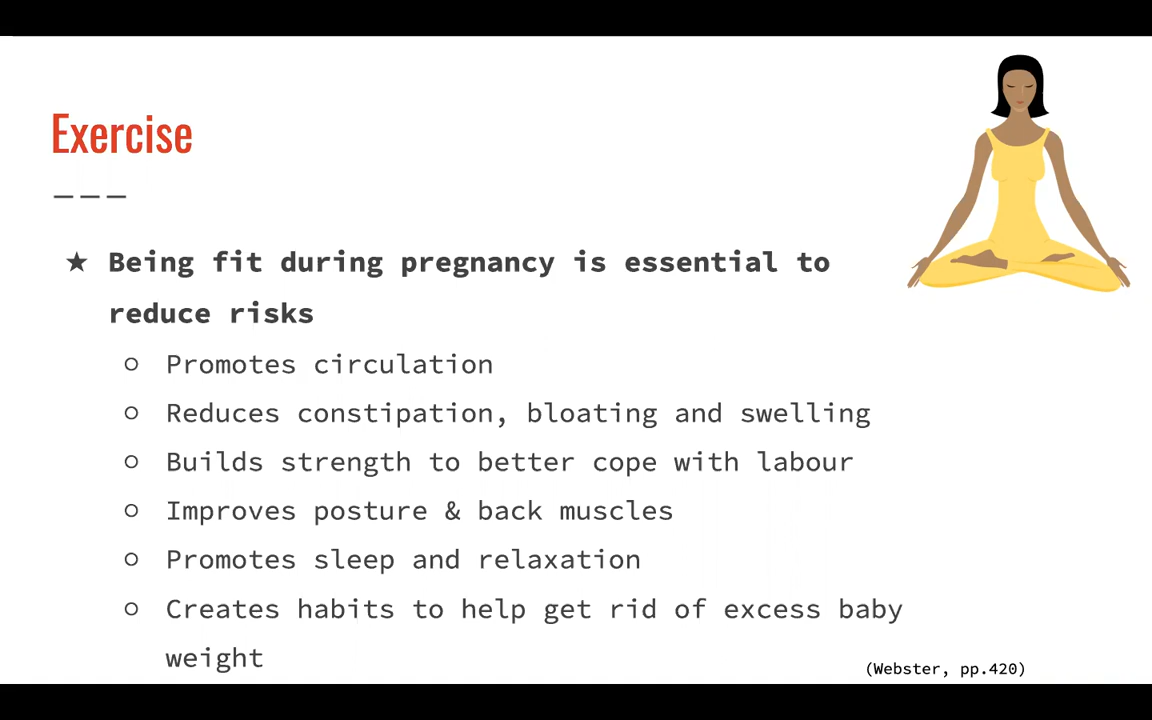 Exercise
★ Being fit during pregnancy is essential to
reduce risks
○ Promotes circulation
○ Reduces constipation, bloating and swelling
○ Builds strength to better cope with labour
○ Improves posture & back muscles
○ Promotes sleep and relaxation
○ Creates habits to help get rid of excess baby
weight
(Webster, pp.420)